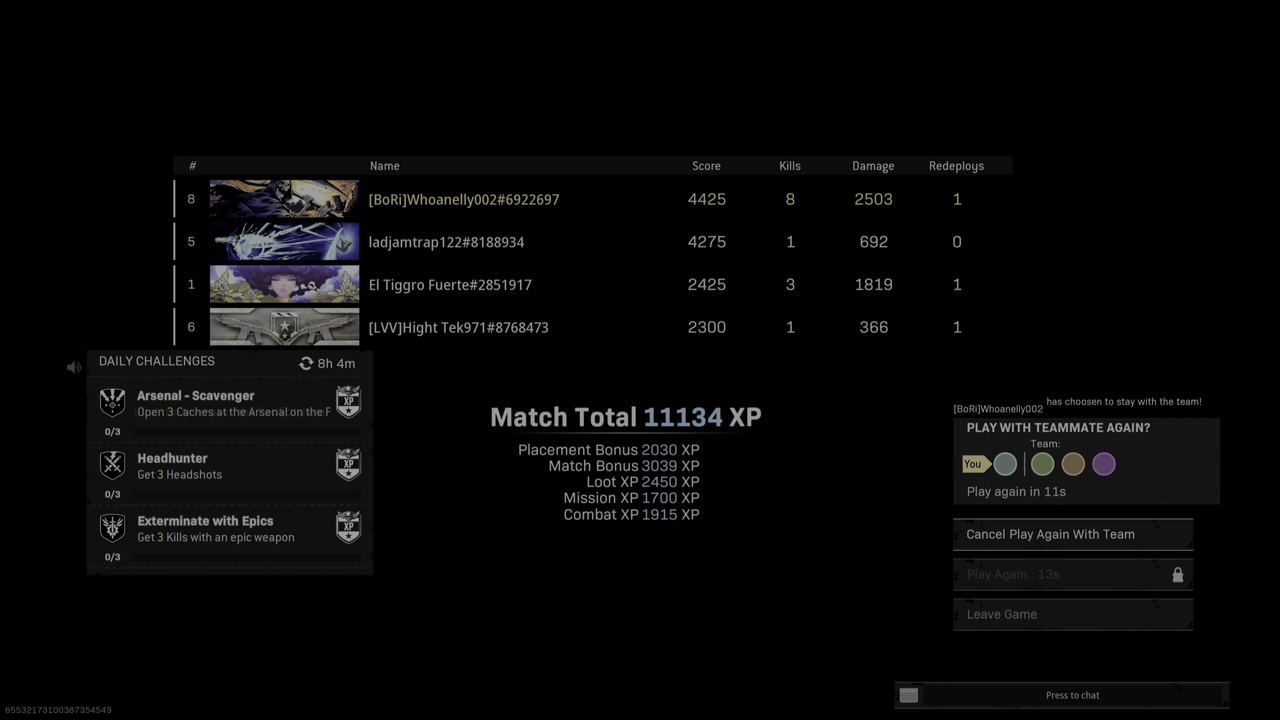 # Name Score Kills Damage Redeploys
8 [BoRi]Whoanelly002#6922697 4425 8 2503 1
5 ladjamtrap122#8188934 4275 1 692 0
1 El Tiggro Fuerte#2851917 2425 3 1819 1
6 [LVV]Hight Tek971#8768473 2300 1 366 1
DAILY CHALLENGES 8h 4m
Arsenal - Scavenger XP
Open 3 Caches at the Arsenal on the F
0/3
Headhunter XP
Get 3 Headshots
0/3
Exterminate with Epics XP
Get 3 Kills with an epic weapon
0/3
Match Total 11134 XP
Placement Bonus 2030 XP
Match Bonus 3039 XP
Loot XP 2450 XP
Mission XP 1700 XP
Combat XP 1915 XP
[BoRi]Whoanelly002 has choosen to stay with the team!
PLAY WITH TEAMMATE AGAIN?
Team:
You
Play again in 11s
Cancel Play Again With Team
Play Again : 13s
Leave Game
Press to chat
65532173100387354549